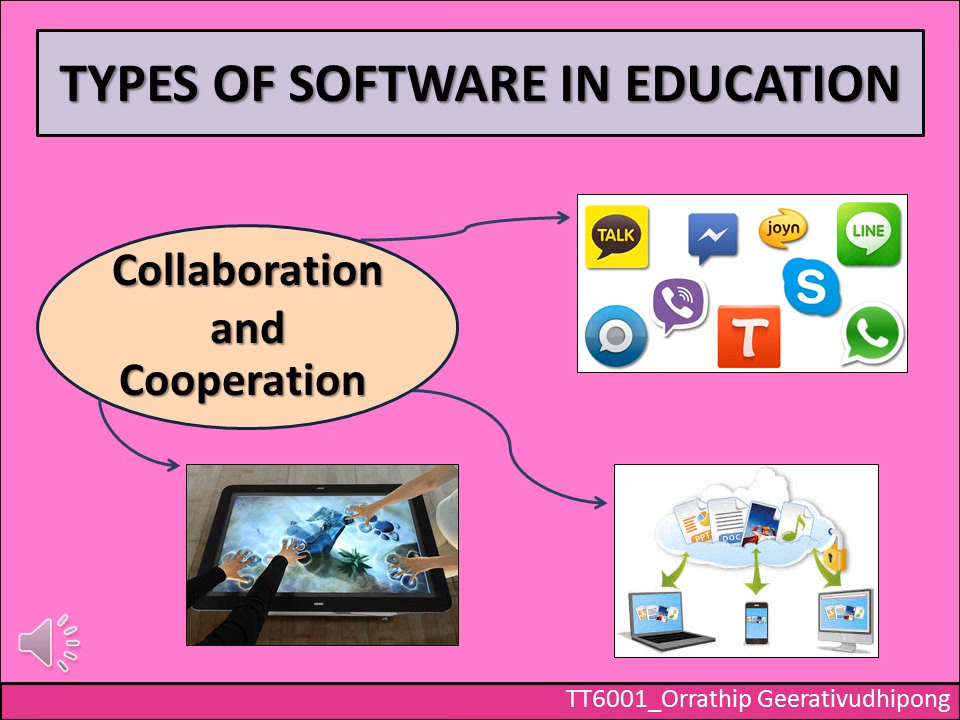 TYPES OF SOFTWARE IN EDUCATION
Collaboration
and
Cooperation
TALK
joyn
LINE
S
T
PPT
DOC
TT6001_Orrathip Geerativudhipong